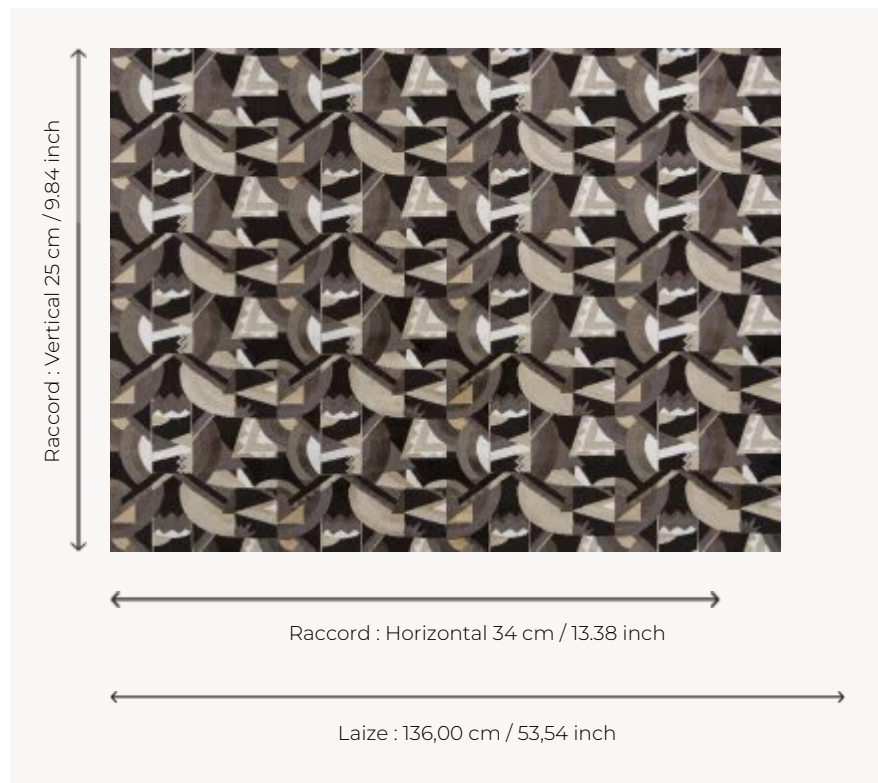 Raccord : Vertical 25 cm / 9.84 inch
Raccord : Horizontal 34 cm / 13.38 inch
Laize : 136,00 cm / 53,54 inch